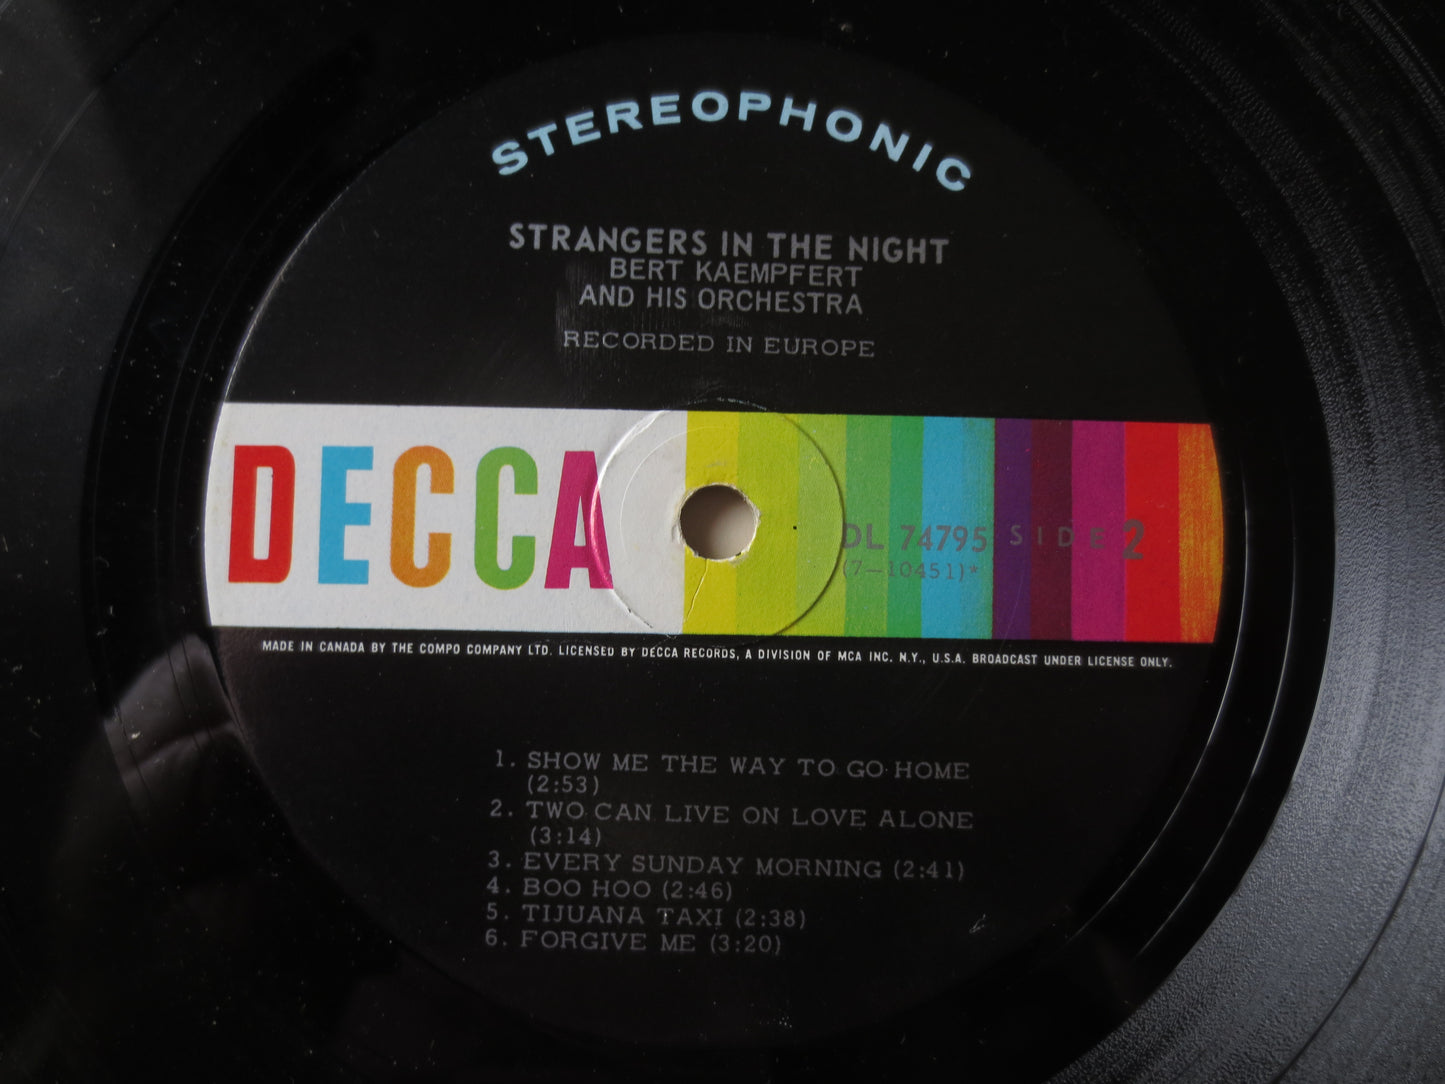 STEREOPHONIC
STRANGERS IN THE NIGHT
BERT KAEMPFERT
AND HIS ORCHESTRA
RECORDED IN EUROPE
DECCA
DL 74795 SIDE 2
(7-10451)*
MADE IN CANADA BY THE COMPO COMPANY LTD. LICENSED BY DECCA RECORDS, A DIVISION OF MCA INC. N.Y., U.S.A. BROADCAST UNDER LICENSE ONLY.
1. SHOW ME THE WAY TO GO HOME
(2:53)
2. TWO CAN LIVE ON LOVE ALONE
(3:14)
3. EVERY SUNDAY MORNING (2:41)
4. BOO HOO (2:46)
5. TIJUANA TAXI (2:38)
6. FORGIVE ME (3:20)